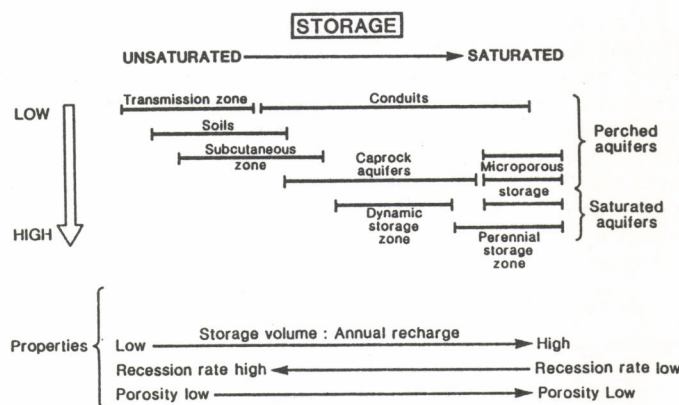 STORAGE
UNSATURATED SATURATED
LOW
Transmission zone Conduits
Soils
Subcutaneous
zone
Caprock
aquifers
Microporous
storage
Perched
aquifers
Dynamic
storage
zone
Perennial
storage
zone
Saturated
aquifers
HIGH
Properties
Low Storage volume : Annual recharge High
Recession rate high Recession rate low
Porosity low Porosity Low